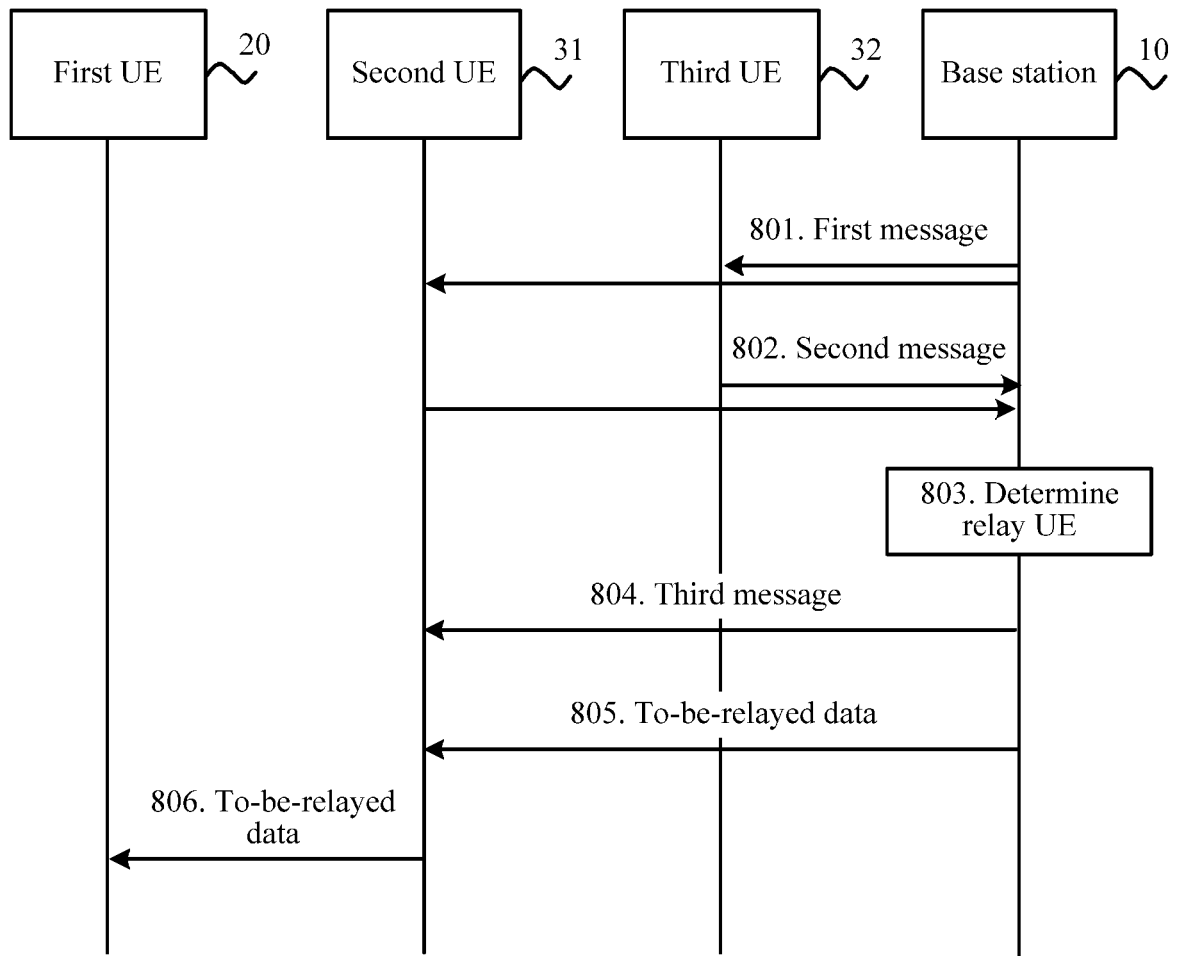 First UE
20
Second UE
31
Third UE
32
Base station
10
801. First message
802. Second message
803. Determine
relay UE
804. Third message
805. To-be-relayed data
806. To-be-relayed
data